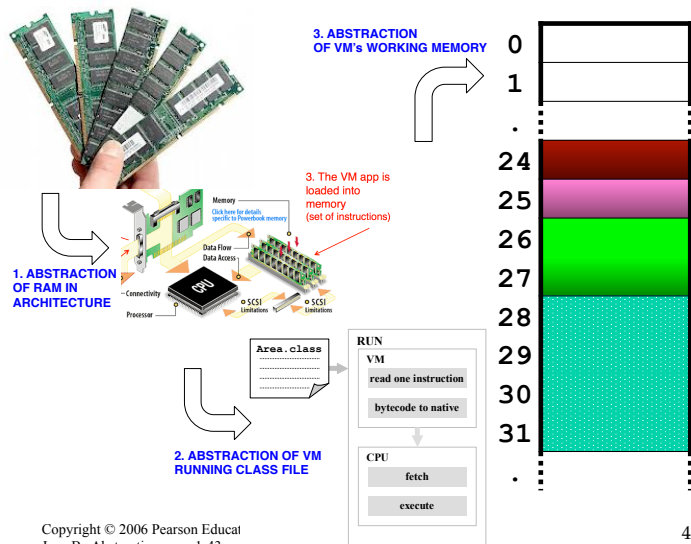 3. ABSTRACTION
OF VM's WORKING MEMORY
0
1
.
24
25
26
27
28
29
30
31
.
3. The VM app is
loaded into
memory
(set of instructions)
Memory
Click here for details
specific to Powerbook memory
Data Flow
Data Access
CPU
Connectivity
Processor
SCSI
Limitations
SCSI
Limitations
1. ABSTRACTION
OF RAM IN
ARCHITECTURE
Area.class
RUN
VM
read one instruction
bytecode to native
CPU
fetch
execute
2. ABSTRACTION OF VM
RUNNING CLASS FILE
Copyright © 2006 Pearson Educat
4